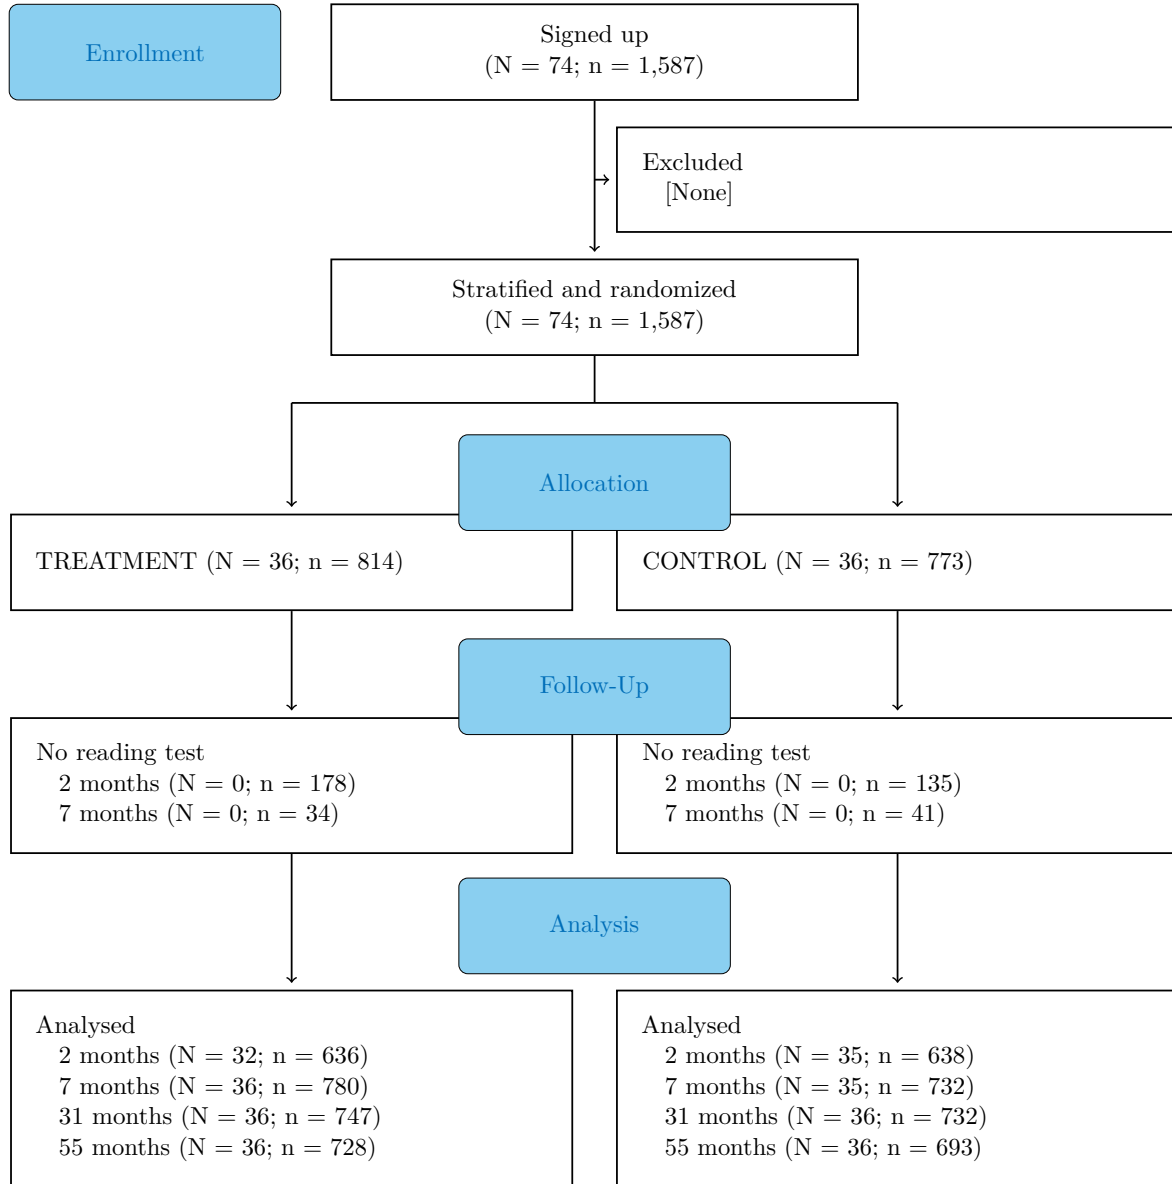 Enrollment
Signed up
(N = 74; n = 1,587)
Excluded
[None]
Stratified and randomized
(N = 74; n = 1,587)
Allocation
TREATMENT (N = 36; n = 814)
CONTROL (N = 36; n = 773)
Follow-Up
No reading test
2 months (N = 0; n = 178)
7 months (N = 0; n = 34)
No reading test
2 months (N = 0; n = 135)
7 months (N = 0; n = 41)
Analysis
Analysed
2 months (N = 32; n = 636)
7 months (N = 36; n = 780)
31 months (N = 36; n = 747)
55 months (N = 36; n = 728)
Analysed
2 months (N = 35; n = 638)
7 months (N = 35; n = 732)
31 months (N = 36; n = 732)
55 months (N = 36; n = 693)